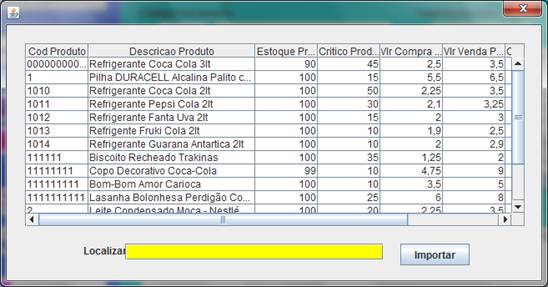 Cod Produto Descricao Produto Estoque Pr... Critico Prod... Vlr Compra ... Vlr Venda P... C
000000000... Refrigerante Coca Cola 3lt 90 45 2,5 3,5
1 Pilha DURACELL Alcalina Palito c... 100 15 5,5 6,5
1010 Refrigerante Coca Cola 2lt 100 50 2,25 3,5
1011 Refrigerante Pepsi Cola 2lt 100 30 2,1 3,25
1012 Refrigerante Fanta Uva 2lt 100 15 2 3
1013 Refrigente Fruki Cola 2lt 100 10 1,9 2,5
1014 Refrigerante Guarana Antartica 2lt 100 10 2 2,9
111111 Biscoito Recheado Trakinas 100 35 1,25 2
11111111 Copo Decorativo Coca-Cola 99 10 4,75 9
11111111 Bom-Bom Amor Carioca 100 10 3,5 5
1111111111 Lasanha Bolonhesa Perdigão Co... 100 25 6 8
2 Leite Condensado Moça - Nestlé 100 20 2,25 3,5
Localizar
Importar